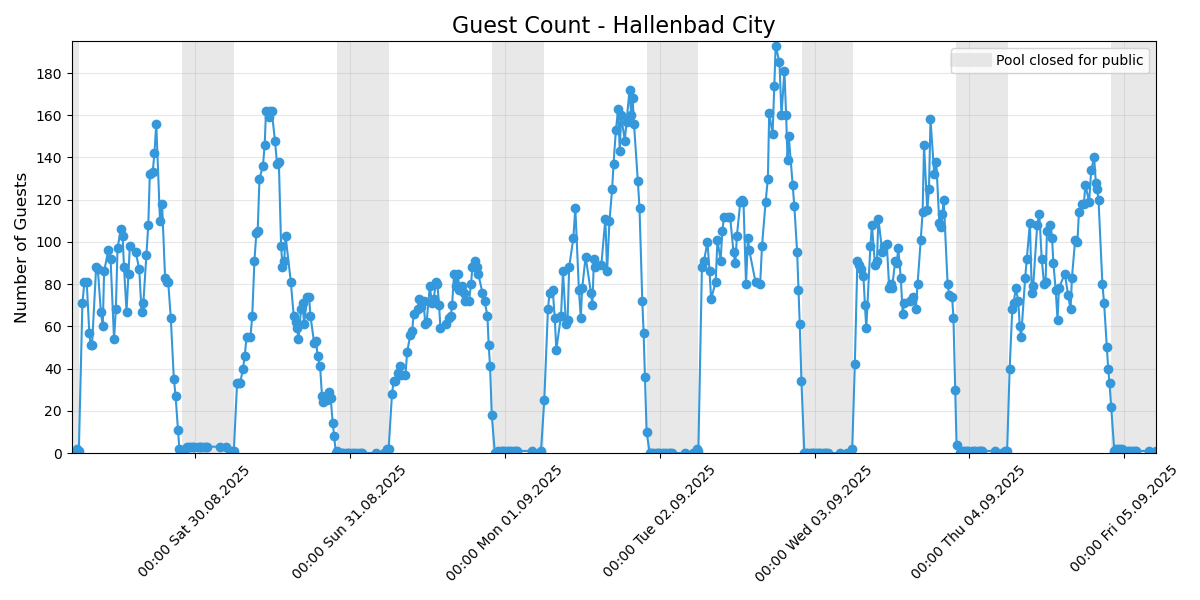 Guest Count - Hallenbad City
Pool closed for public
Number of Guests
180
160
140
120
100
80
60
40
20
0
00:00 Sat 30.08.2025
00:00 Sun 31.08.2025
00:00 Mon 01.09.2025
00:00 Tue 02.09.2025
00:00 Wed 03.09.2025
00:00 Thu 04.09.2025
00:00 Fri 05.09.2025